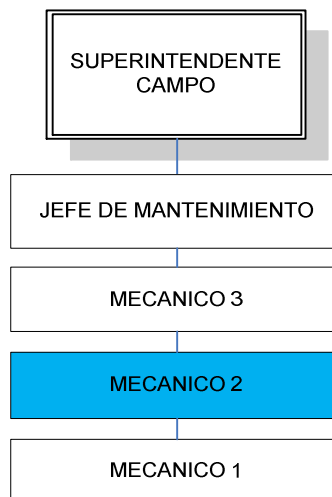 SUPERINTENDENTE
CAMPO
JEFE DE MANTENIMIENTO
MECANICO 3
MECANICO 2
MECANICO 1